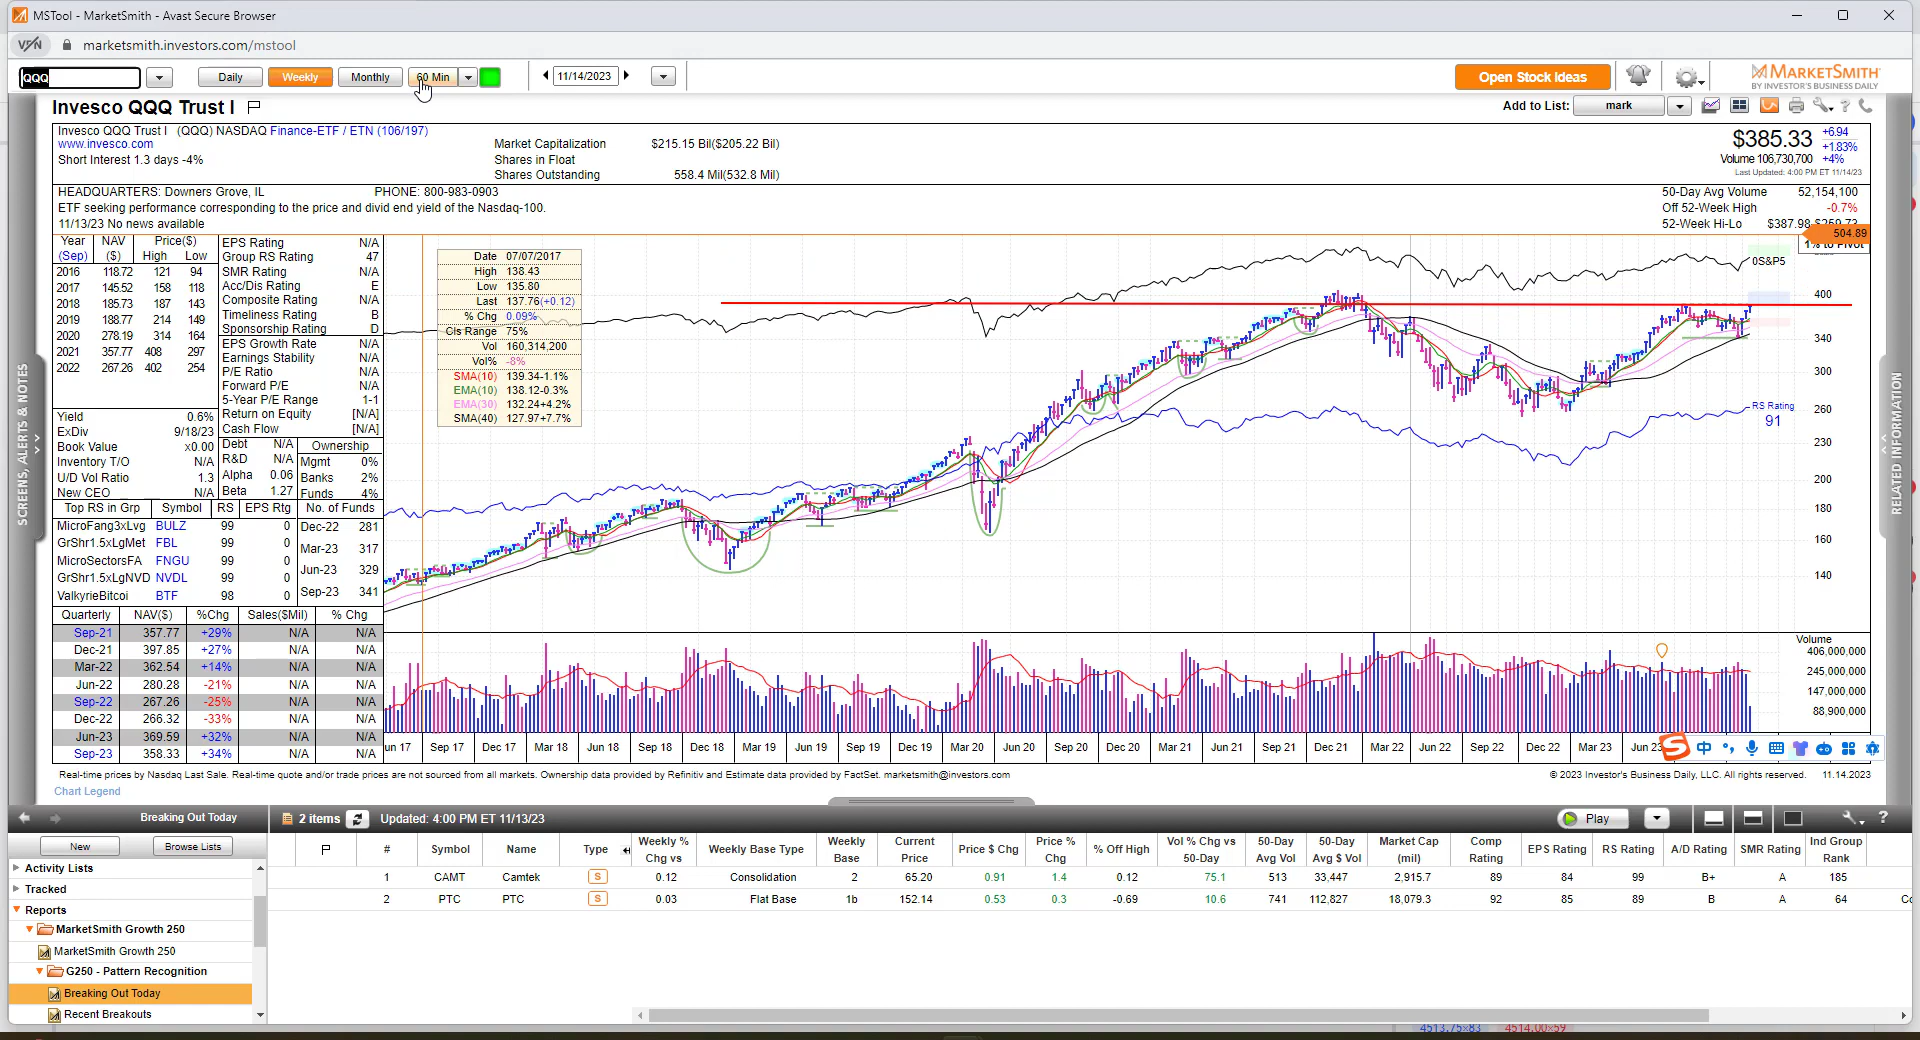 MSTool - MarketSmith - Avast Secure Browser
VPN marketsmith.investors.com/mstool
QQQ Daily Weekly Monthly 60 Min 11/14/2023 Open Stock Ideas MARKETSMITH
BY INVESTOR'S BUSINESS DAILY
Invesco QQQ Trust I Add to List: mark
Invesco QQQ Trust I (QQQ) NASDAQ Finance-ETF / ETN (106/197)
www.invesco.com
Short Interest 1.3 days -4%
Market Capitalization $215.15 Bil($205.22 Bil)
Shares in Float
Shares Outstanding 558.4 Mil(532.8 Mil)
$385.33 +6.94
+1.83%
Volume 106,730,700 +4%
Last Updated: 4:00 PM ET 11/14/23
HEADQUARTERS: Downers Grove, IL PHONE: 800-983-0903
ETF seeking performance corresponding to the price and divid end yield of the Nasdaq-100.
11/13/23 No news available
50-Day Avg Volume 52,154,100
Off 52-Week High -0.7%
52-Week Hi-Lo $387.98
504.89
Year NAV Price($)
(Sep) ($) High Low
2016 118.72 121 94
2017 145.52 158 118
2018 185.73 187 143
2019 188.77 214 149
2020 278.19 314 164
2021 357.77 408 297
2022 267.26 402 254
EPS Rating N/A
Group RS Rating 47
SMR Rating N/A
Acc/Dis Rating E
Composite Rating N/A
Timeliness Rating B
Sponsorship Rating D
EPS Growth Rate N/A
Earnings Stability N/A
P/E Ratio N/A
Forward P/E N/A
5-Year P/E Range 1-1
Return on Equity [N/A]
Cash Flow [N/A]
Yield 0.6%
ExDiv 9/18/23
Book Value x0.00
Inventory T/O N/A
U/D Vol Ratio 1.3
New CEO N/A
Debt N/A
R&D N/A
Alpha 0.06
Beta 1.27
Ownership
Mgmt 0%
Banks 2%
Funds 4%
Top RS in Grp Symbol RS EPS Rtg
MicroFang3xLvg BULZ 99 0
GrShr1.5xLgMet FBL 99 0
MicroSectorsFA FNGU 99 0
GrShr1.5xLgNVD NVDL 99 0
ValkyrieBitcoi BTF 98 0
No. of Funds
Dec-22 281
Mar-23 317
Jun-23 329
Sep-23 341
Quarterly NAV($) %Chg Sales($Mil) % Chg
Sep-21 357.77 +29% N/A N/A
Dec-21 397.85 +27% N/A N/A
Mar-22 362.54 +14% N/A N/A
Jun-22 280.28 -21% N/A N/A
Sep-22 267.26 -25% N/A N/A
Dec-22 266.32 -33% N/A N/A
Jun-23 369.59 +32% N/A N/A
Sep-23 358.33 +34% N/A N/A
Date 07/07/2017
High 138.43
Low 135.80
Last 137.76(+0.12)
% Chg 0.09%
Cls Range 75%
Vol 160,314,200
Vol% -8%
SMA(10) 139.34-1.1%
EMA(10) 138.12-0.3%
EMA(30) 132.24+4.2%
SMA(40) 127.97+7.7%
0S&P5
400
340
300
RS Rating
91
260
230
200
180
160
140
Volume
406,000,000
245,000,000
147,000,000
88,900,000
un 17 Sep 17 Dec 17 Mar 18 Jun 18 Sep 18 Dec 18 Mar 19 Jun 19 Sep 19 Dec 19 Mar 20 Jun 20 Sep 20 Dec 20 Mar 21 Jun 21 Sep 21 Dec 21 Mar 22 Jun 22 Sep 22 Dec 22 Mar 23 Jun 23 中
SCREENS, ALERTS & NOTES
RELATED INFORMATION
Real-time prices by Nasdaq Last Sale. Real-time quote and/or trade prices are not sourced from all markets. Ownership data provided by Refinitiv and Estimate data provided by FactSet. marketsmith@investors.com
© 2023 Investor's Business Daily, LLC. All rights reserved. 11.14.2023
Chart Legend
Breaking Out Today 2 items Updated: 4:00 PM ET 11/13/23 Play ?
New Browse Lists
Activity Lists
Tracked
Reports
MarketSmith Growth 250
MarketSmith Growth 250
G250 - Pattern Recognition
Breaking Out Today
Recent Breakouts
# Symbol Name Type Weekly % Chg vs Weekly Base Type Weekly Base Current Price Price $ Chg Price % Chg % Off High Vol % Chg vs 50-Day 50-Day Avg Vol 50-Day Avg $ Vol Market Cap (mil) Comp Rating EPS Rating RS Rating A/D Rating SMR Rating Ind Group Rank
1 CAMT Camtek S 0.12 Consolidation 2 65.20 0.91 1.4 0.12 75.1 513 33,447 2,915.7 89 84 99 B+ A 185
2 PTC PTC S 0.03 Flat Base 1b 152.14 0.53 0.3 -0.69 10.6 741 112,827 18,079.3 92 85 89 B A 64 Cc
4513.75x83 4514.00x59